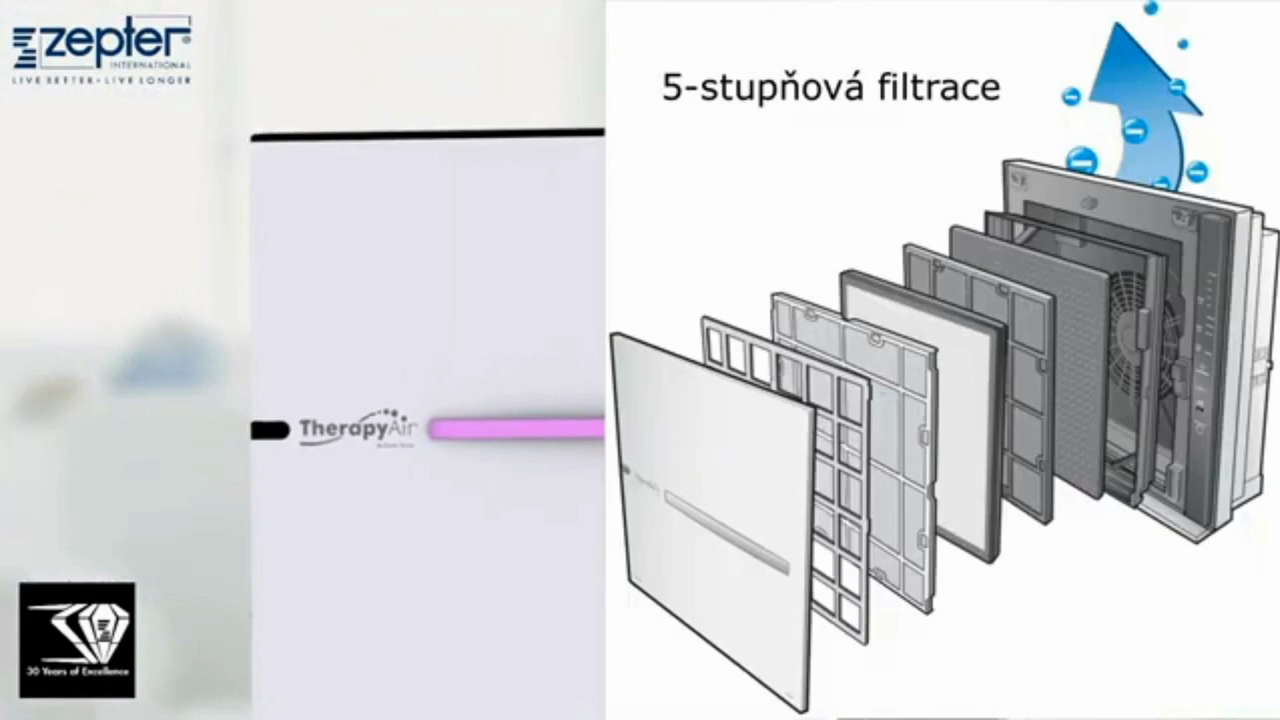 zepter
INTERNATIONAL
LIVE BETTER • LIVE LONGER
5-stupňová filtrace
TherapyAir
30 Years of Excellence